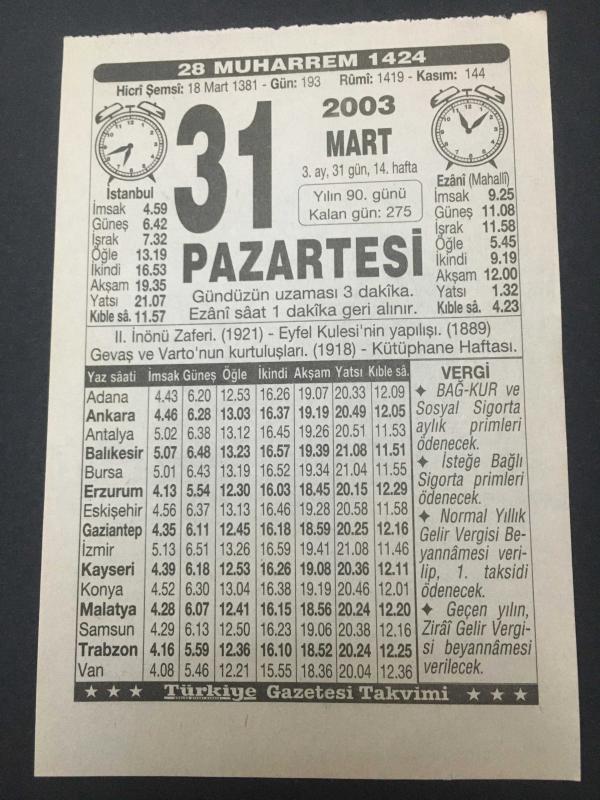 28 MUHARREM 1424
Hicrî Şemsî: 18 Mart 1381 - Gün: 193 Rûmî: 1419 - Kasım: 144
İstanbul
İmsak 4.59
Güneş 6.42
İşrak 7.32
Öğle 13.19
İkindi 16.53
Akşam 19.35
Yatsı 21.07
Kıble sâ. 11.57
31
2003
MART
3. ay, 31 gün, 14. hafta
Yılın 90. günü
Kalan gün: 275
PAZARTESİ
Gündüzün uzaması 3 dakîka.
Ezânî sâat 1 dakîka geri alınır.
Ezânî (Mahallî)
İmsak 9.25
Güneş 11.08
İşrak 11.58
Öğle 5.45
İkindi 9.19
Akşam 12.00
Yatsı 1.32
Kıble sâ. 4.23
II. İnönü Zaferi. (1921) - Eyfel Kulesi'nin yapılışı. (1889)
Gevaş ve Varto'nun kurtuluşları. (1918) - Kütüphane Haftası.
Yaz sâati İmsak Güneş Öğle İkindi Akşam Yatsı Kıble sâ.
Adana 4.43 6.20 12.53 16.26 19.07 20.33 12.09
Ankara 4.46 6.28 13.03 16.37 19.19 20.49 12.05
Antalya 5.02 6.38 13.12 16.45 19.26 20.51 11.53
Balıkesir 5.07 6.48 13.23 16.57 19.39 21.08 11.51
Bursa 5.01 6.43 13.19 16.52 19.34 21.04 11.55
Erzurum 4.13 5.54 12.30 16.03 18.45 20.15 12.29
Eskişehir 4.56 6.37 13.13 16.46 19.28 20.58 11.58
Gaziantep 4.35 6.11 12.45 16.18 18.59 20.25 12.16
İzmir 5.13 6.51 13.26 16.59 19.41 21.08 11.46
Kayseri 4.39 6.18 12.53 16.26 19.08 20.36 12.11
Konya 4.52 6.30 13.04 16.38 19.19 20.46 12.01
Malatya 4.28 6.07 12.41 16.15 18.56 20.24 12.20
Samsun 4.29 6.13 12.50 16.23 19.06 20.38 12.16
Trabzon 4.16 5.59 12.36 16.10 18.52 20.24 12.25
Van 4.08 5.46 12.21 15.55 18.36 20.04 12.36
VERGİ
✦ BAĞ-KUR ve
Sosyal Sigorta
aylık primleri
ödenecek.
✦ İsteğe Bağlı
Sigorta primleri
ödenecek.
✦ Normal Yıllık
Gelir Vergisi Be-
yannâmesi veri-
lip, 1. taksidi
ödenecek.
✦ Geçen yılın,
Zirâî Gelir Vergi-
si beyannâmesi
verilecek.
★ ★ ★ Türkiye Gazetesi Takvimi ★ ★ ★